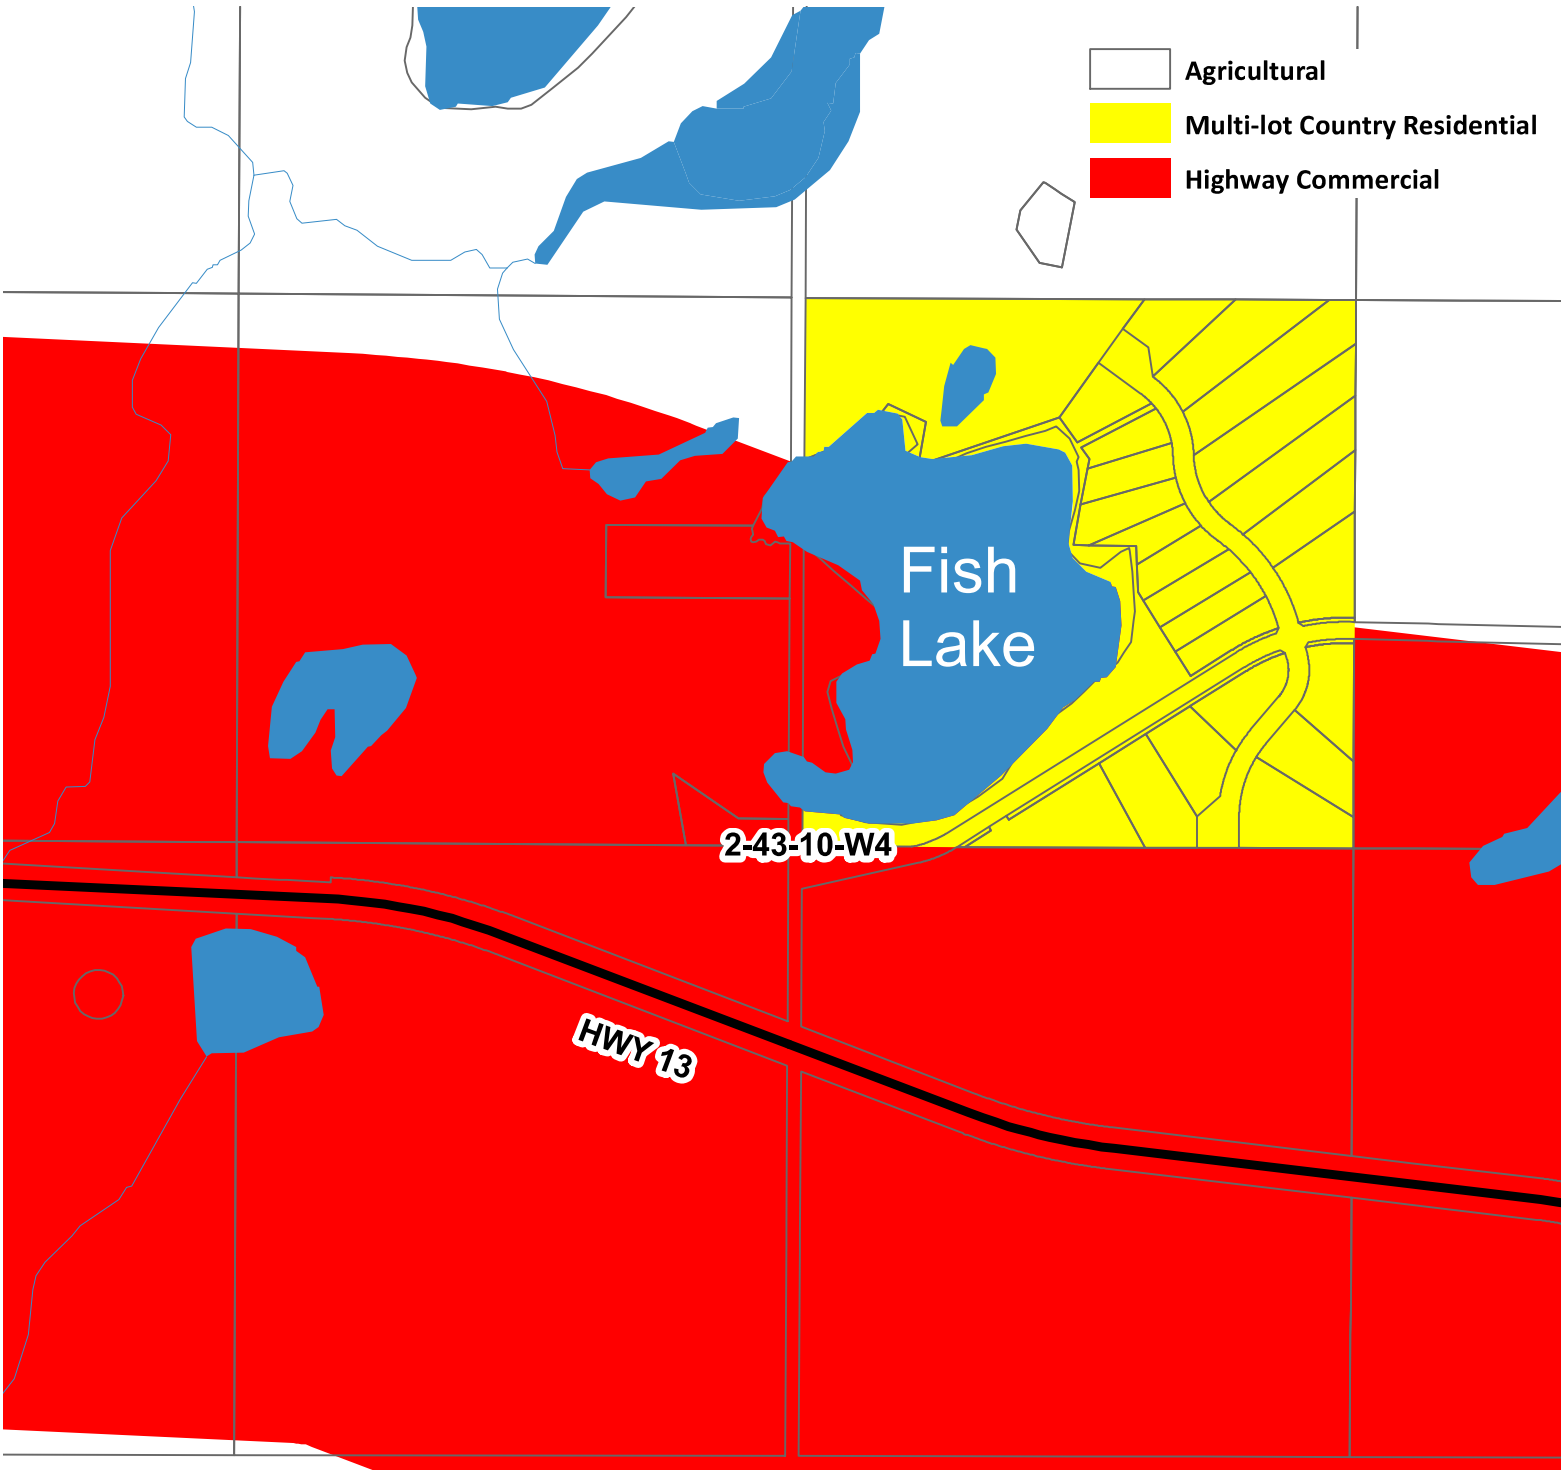 Agricultural
Multi-lot Country Residential
Highway Commercial
Fish
Lake
2-43-10-W4
HWY 13